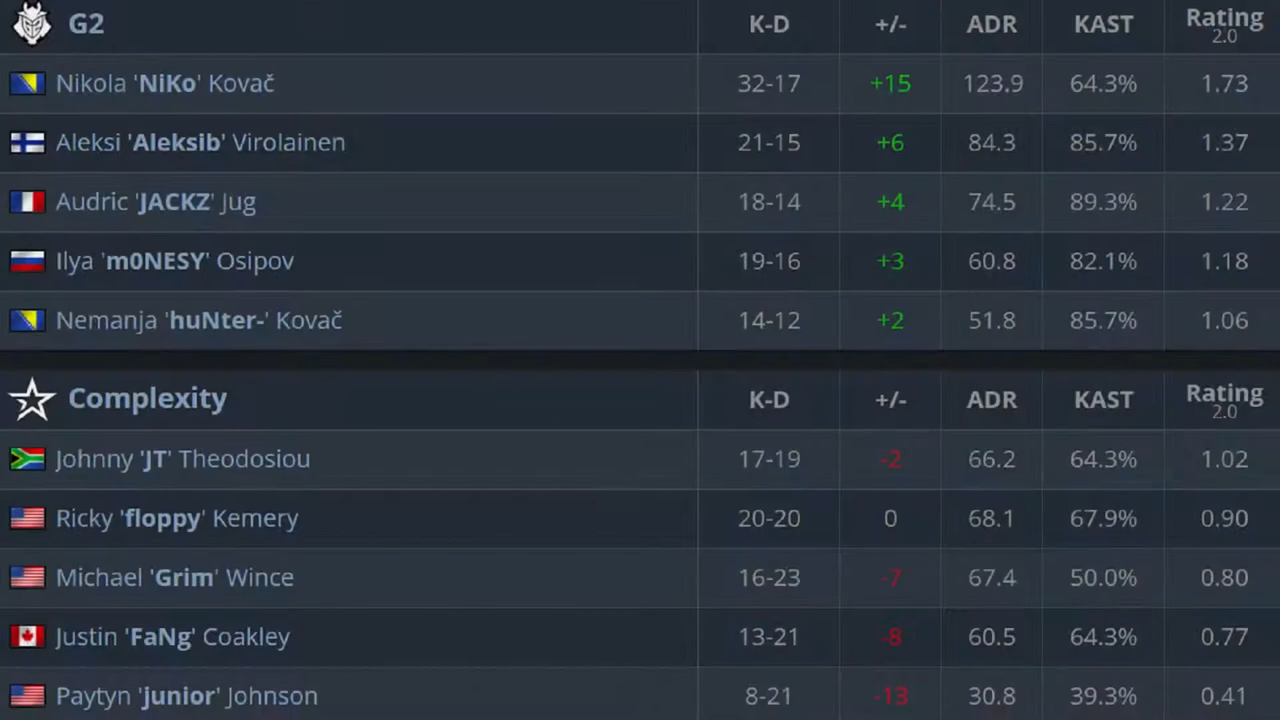 G2 K-D +/- ADR KAST Rating 2.0
Nikola 'NiKo' Kovač 32-17 +15 123.9 64.3% 1.73
Aleksi 'Aleksib' Virolainen 21-15 +6 84.3 85.7% 1.37
Audric 'JACKZ' Jug 18-14 +4 74.5 89.3% 1.22
Ilya 'm0NESY' Osipov 19-16 +3 60.8 82.1% 1.18
Nemanja 'huNter-' Kovač 14-12 +2 51.8 85.7% 1.06
Complexity K-D +/- ADR KAST Rating 2.0
Johnny 'JT' Theodosiou 17-19 -2 66.2 64.3% 1.02
Ricky 'floppy' Kemery 20-20 0 68.1 67.9% 0.90
Michael 'Grim' Wince 16-23 -7 67.4 50.0% 0.80
Justin 'FaNg' Coakley 13-21 -8 60.5 64.3% 0.77
Paytyn 'junior' Johnson 8-21 -13 30.8 39.3% 0.41